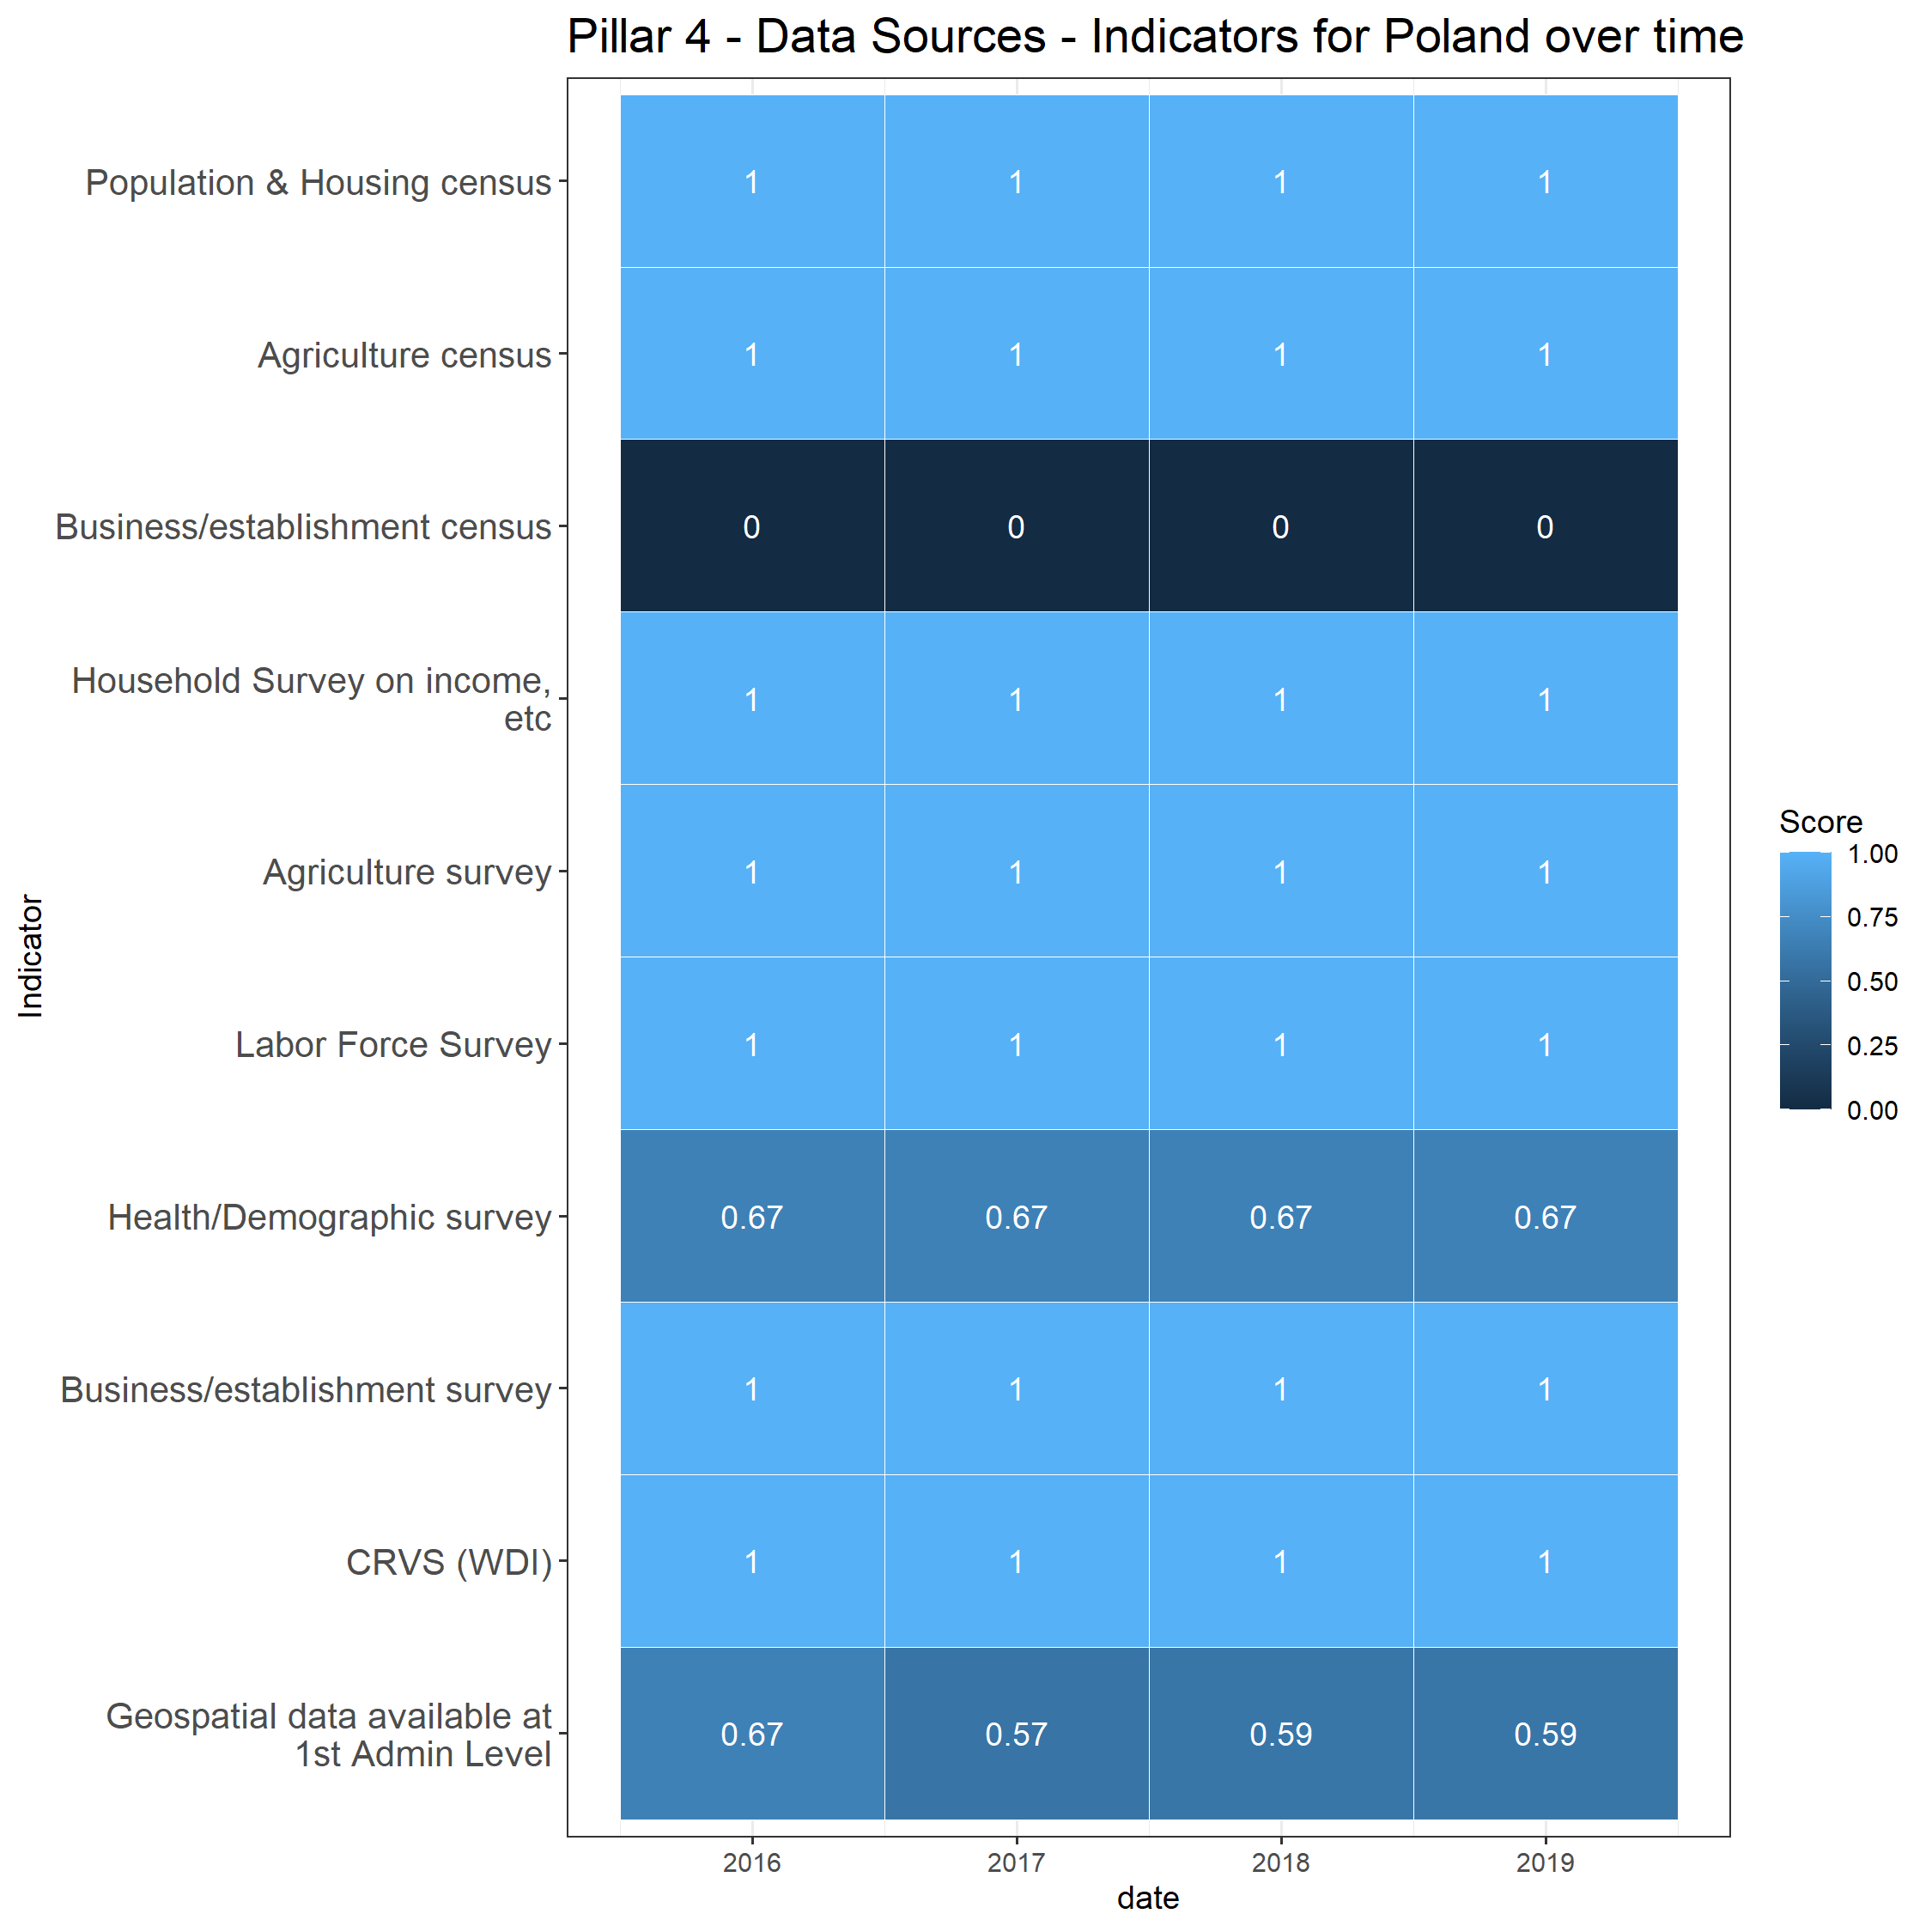 Pillar 4 - Data Sources - Indicators for Poland over time
Population & Housing census
1 1 1 1
Agriculture census
1 1 1 1
Business/establishment census
0 0 0 0
Household Survey on income,
etc
1 1 1 1
Agriculture survey
1 1 1 1
Labor Force Survey
1 1 1 1
Health/Demographic survey
0.67 0.67 0.67 0.67
Business/establishment survey
1 1 1 1
CRVS (WDI)
1 1 1 1
Geospatial data available at
1st Admin Level
0.67 0.57 0.59 0.59
2016 2017 2018 2019
date
Indicator
Score
1.00
0.75
0.50
0.25
0.00